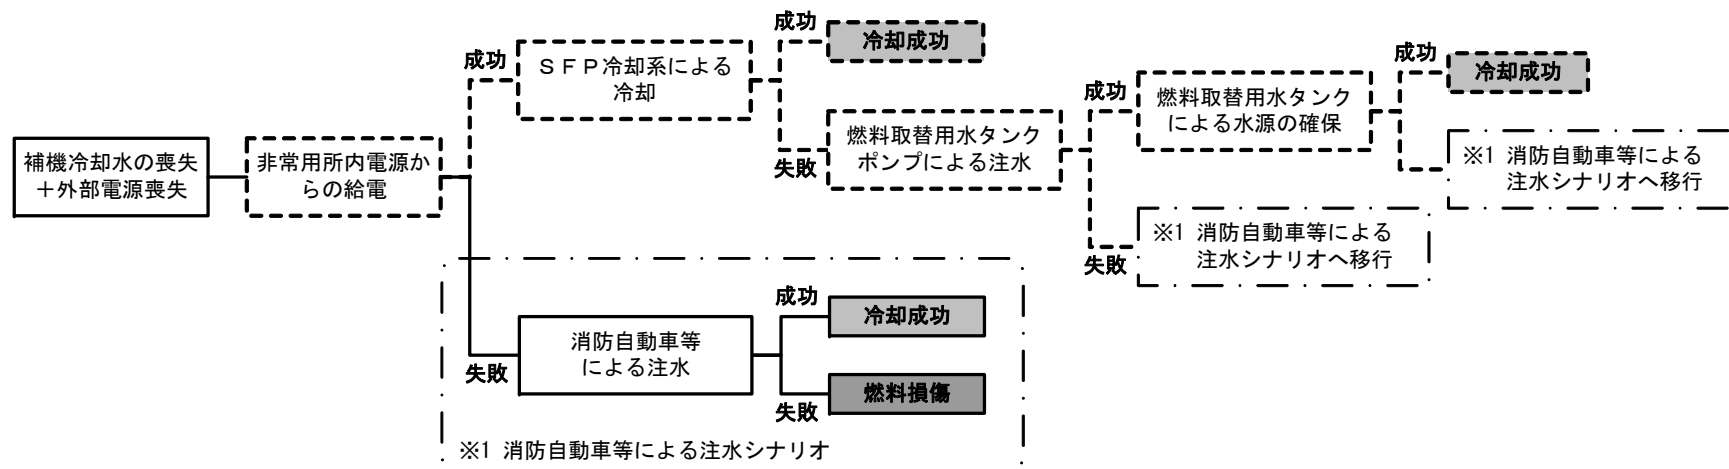 補機冷却水の喪失
＋外部電源喪失
非常用所内電源か
らの給電
成功
ＳＦＰ冷却系による
冷却
成功
冷却成功
失敗
燃料取替用水タンク
ポンプによる注水
成功
燃料取替用水タンク
による水源の確保
成功
冷却成功
※1 消防自動車等による
注水シナリオへ移行
失敗
※1 消防自動車等による
注水シナリオへ移行
失敗
消防自動車等
による注水
成功
冷却成功
失敗
燃料損傷
※1 消防自動車等による注水シナリオ